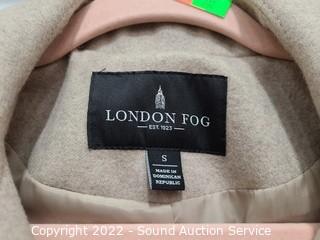 LONDON FOG
EST. 1923
S
MADE IN
DOMINICAN
REPUBLIC
Copyright 2022 - Sound Auction Service